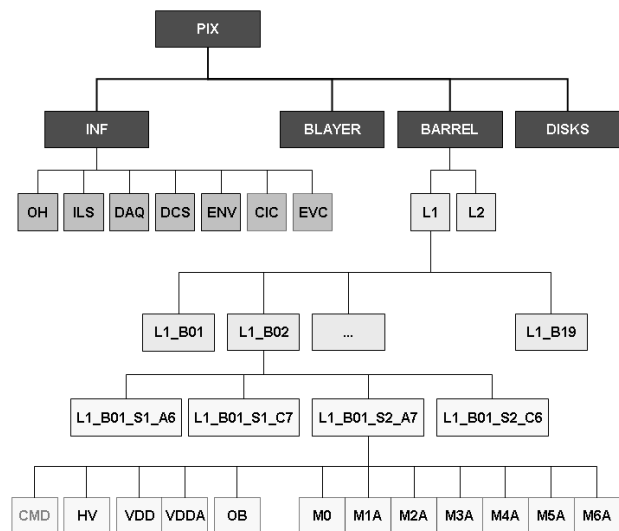 PIX
INF BLAYER BARREL DISKS
OH ILS DAQ DCS ENV CIC EVC L1 L2
L1_B01 L1_B02 ... L1_B19
L1_B01_S1_A6 L1_B01_S1_C7 L1_B01_S2_A7 L1_B01_S2_C6
CMD HV VDD VDDA OB M0 M1A M2A M3A M4A M5A M6A